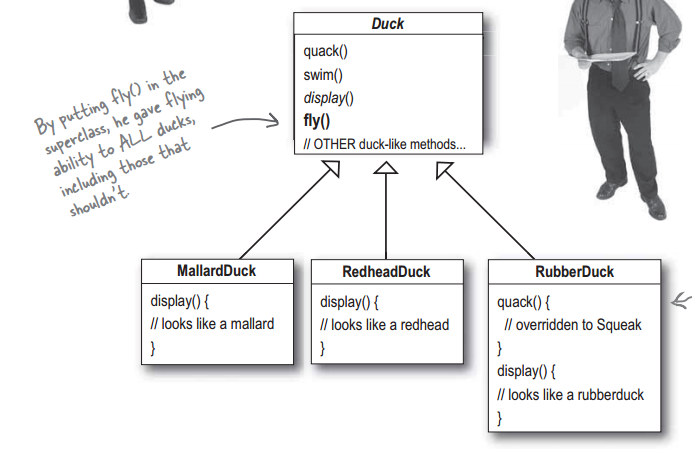 Duck
quack()
swim()
display()
fly()
// OTHER duck-like methods...
By putting fly() in the
superclass, he gave flying
ability to ALL ducks,
including those that
shouldn't.
MallardDuck
display() {
// looks like a mallard
}
RedheadDuck
display() {
// looks like a redhead
}
RubberDuck
quack() {
// overridden to Squeak
}
display() {
// looks like a rubberduck
}